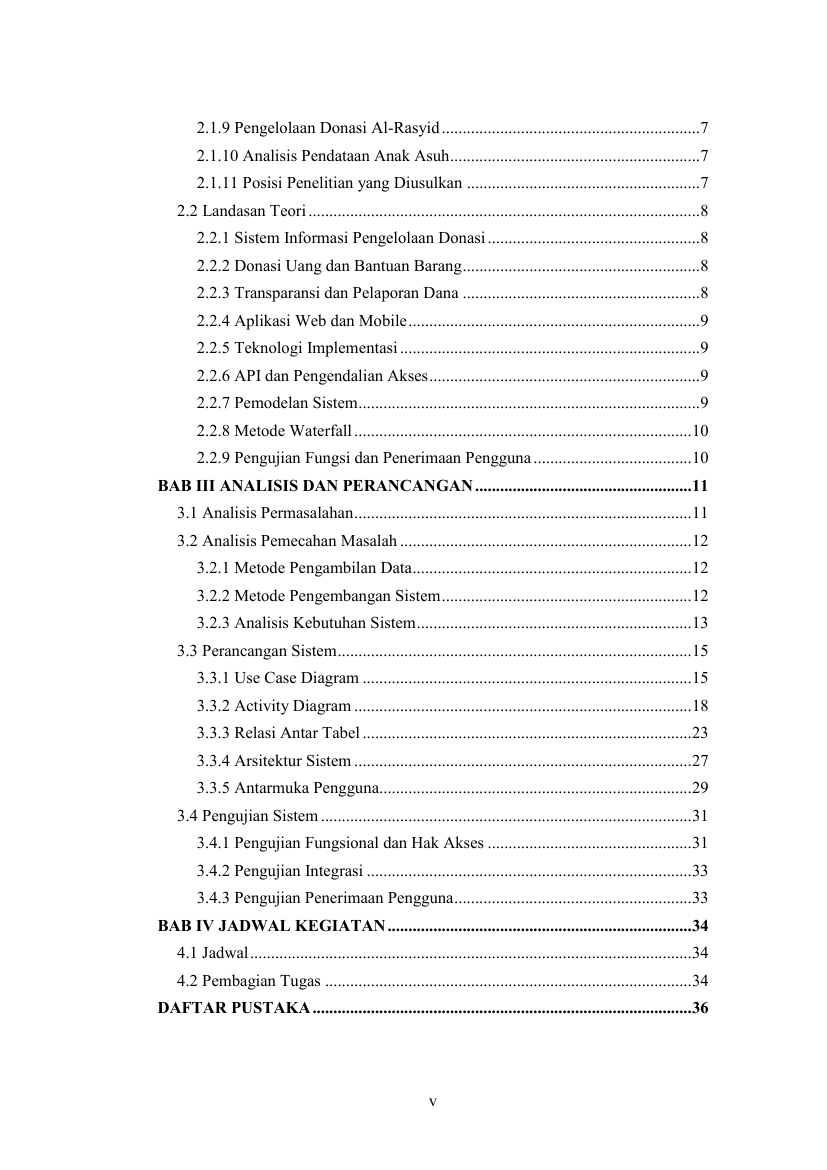 2.1.9 Pengelolaan Donasi Al-Rasyid..............................................................7
2.1.10 Analisis Pendataan Anak Asuh............................................................7
2.1.11 Posisi Penelitian yang Diusulkan ........................................................7
2.2 Landasan Teori..............................................................................................8
2.2.1 Sistem Informasi Pengelolaan Donasi...................................................8
2.2.2 Donasi Uang dan Bantuan Barang.........................................................8
2.2.3 Transparansi dan Pelaporan Dana .........................................................8
2.2.4 Aplikasi Web dan Mobile......................................................................9
2.2.5 Teknologi Implementasi........................................................................9
2.2.6 API dan Pengendalian Akses.................................................................9
2.2.7 Pemodelan Sistem..................................................................................9
2.2.8 Metode Waterfall.................................................................................10
2.2.9 Pengujian Fungsi dan Penerimaan Pengguna......................................10
BAB III ANALISIS DAN PERANCANGAN....................................................11
3.1 Analisis Permasalahan.................................................................................11
3.2 Analisis Pemecahan Masalah ......................................................................12
3.2.1 Metode Pengambilan Data...................................................................12
3.2.2 Metode Pengembangan Sistem............................................................12
3.2.3 Analisis Kebutuhan Sistem..................................................................13
3.3 Perancangan Sistem.....................................................................................15
3.3.1 Use Case Diagram ...............................................................................15
3.3.2 Activity Diagram .................................................................................18
3.3.3 Relasi Antar Tabel ...............................................................................23
3.3.4 Arsitektur Sistem .................................................................................27
3.3.5 Antarmuka Pengguna...........................................................................29
3.4 Pengujian Sistem .........................................................................................31
3.4.1 Pengujian Fungsional dan Hak Akses .................................................31
3.4.2 Pengujian Integrasi ..............................................................................33
3.4.3 Pengujian Penerimaan Pengguna.........................................................33
BAB IV JADWAL KEGIATAN.........................................................................34
4.1 Jadwal..........................................................................................................34
4.2 Pembagian Tugas ........................................................................................34
DAFTAR PUSTAKA...........................................................................................36
v